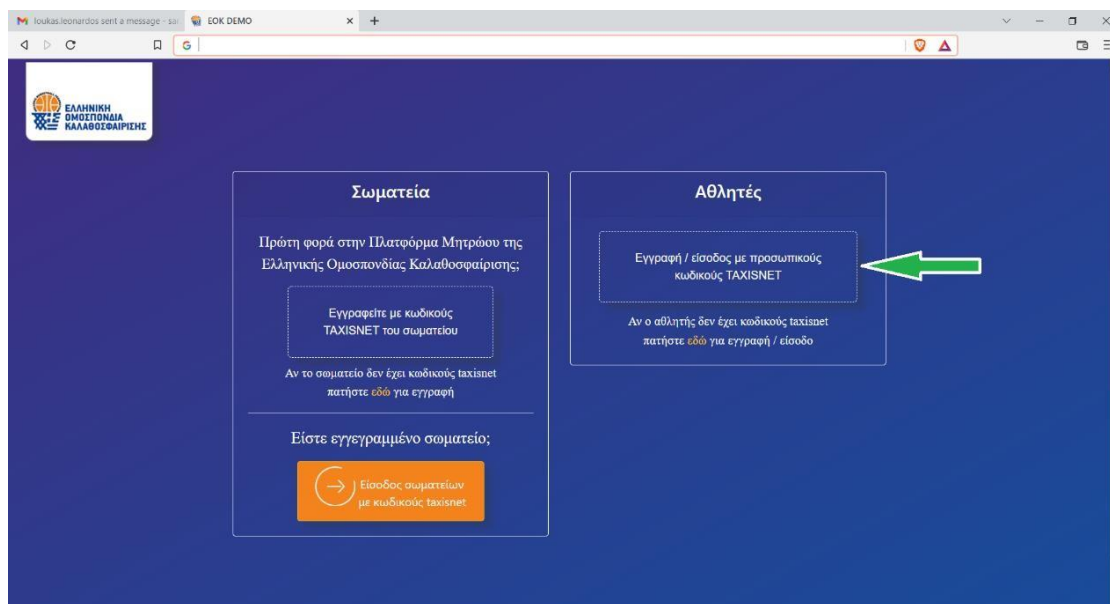 loukas.leonardos sent a message - sar
EOK DEMO
ΕΛΛΗΝΙΚΗ
ΟΜΟΣΠΟΝΔΙΑ
ΚΑΛΑΘΟΣΦΑΙΡΙΣΗΣ
Σωματεία
Πρώτη φορά στην Πλατφόρμα Μητρώου της
Ελληνικής Ομοσπονδίας Καλαθοσφαίρισης;
Εγγραφείτε με κωδικούς
TAXISNET του σωματείου
Αν το σωματείο δεν έχει κωδικούς taxisnet
πατήστε εδώ για εγγραφή
Είστε εγγεγραμμένο σωματείο;
Είσοδος σωματείων
με κωδικούς taxisnet
Αθλητές
Εγγραφή / είσοδος με προσωπικούς
κωδικούς TAXISNET
Αν ο αθλητής δεν έχει κωδικούς taxisnet
πατήστε εδώ για εγγραφή / είσοδο